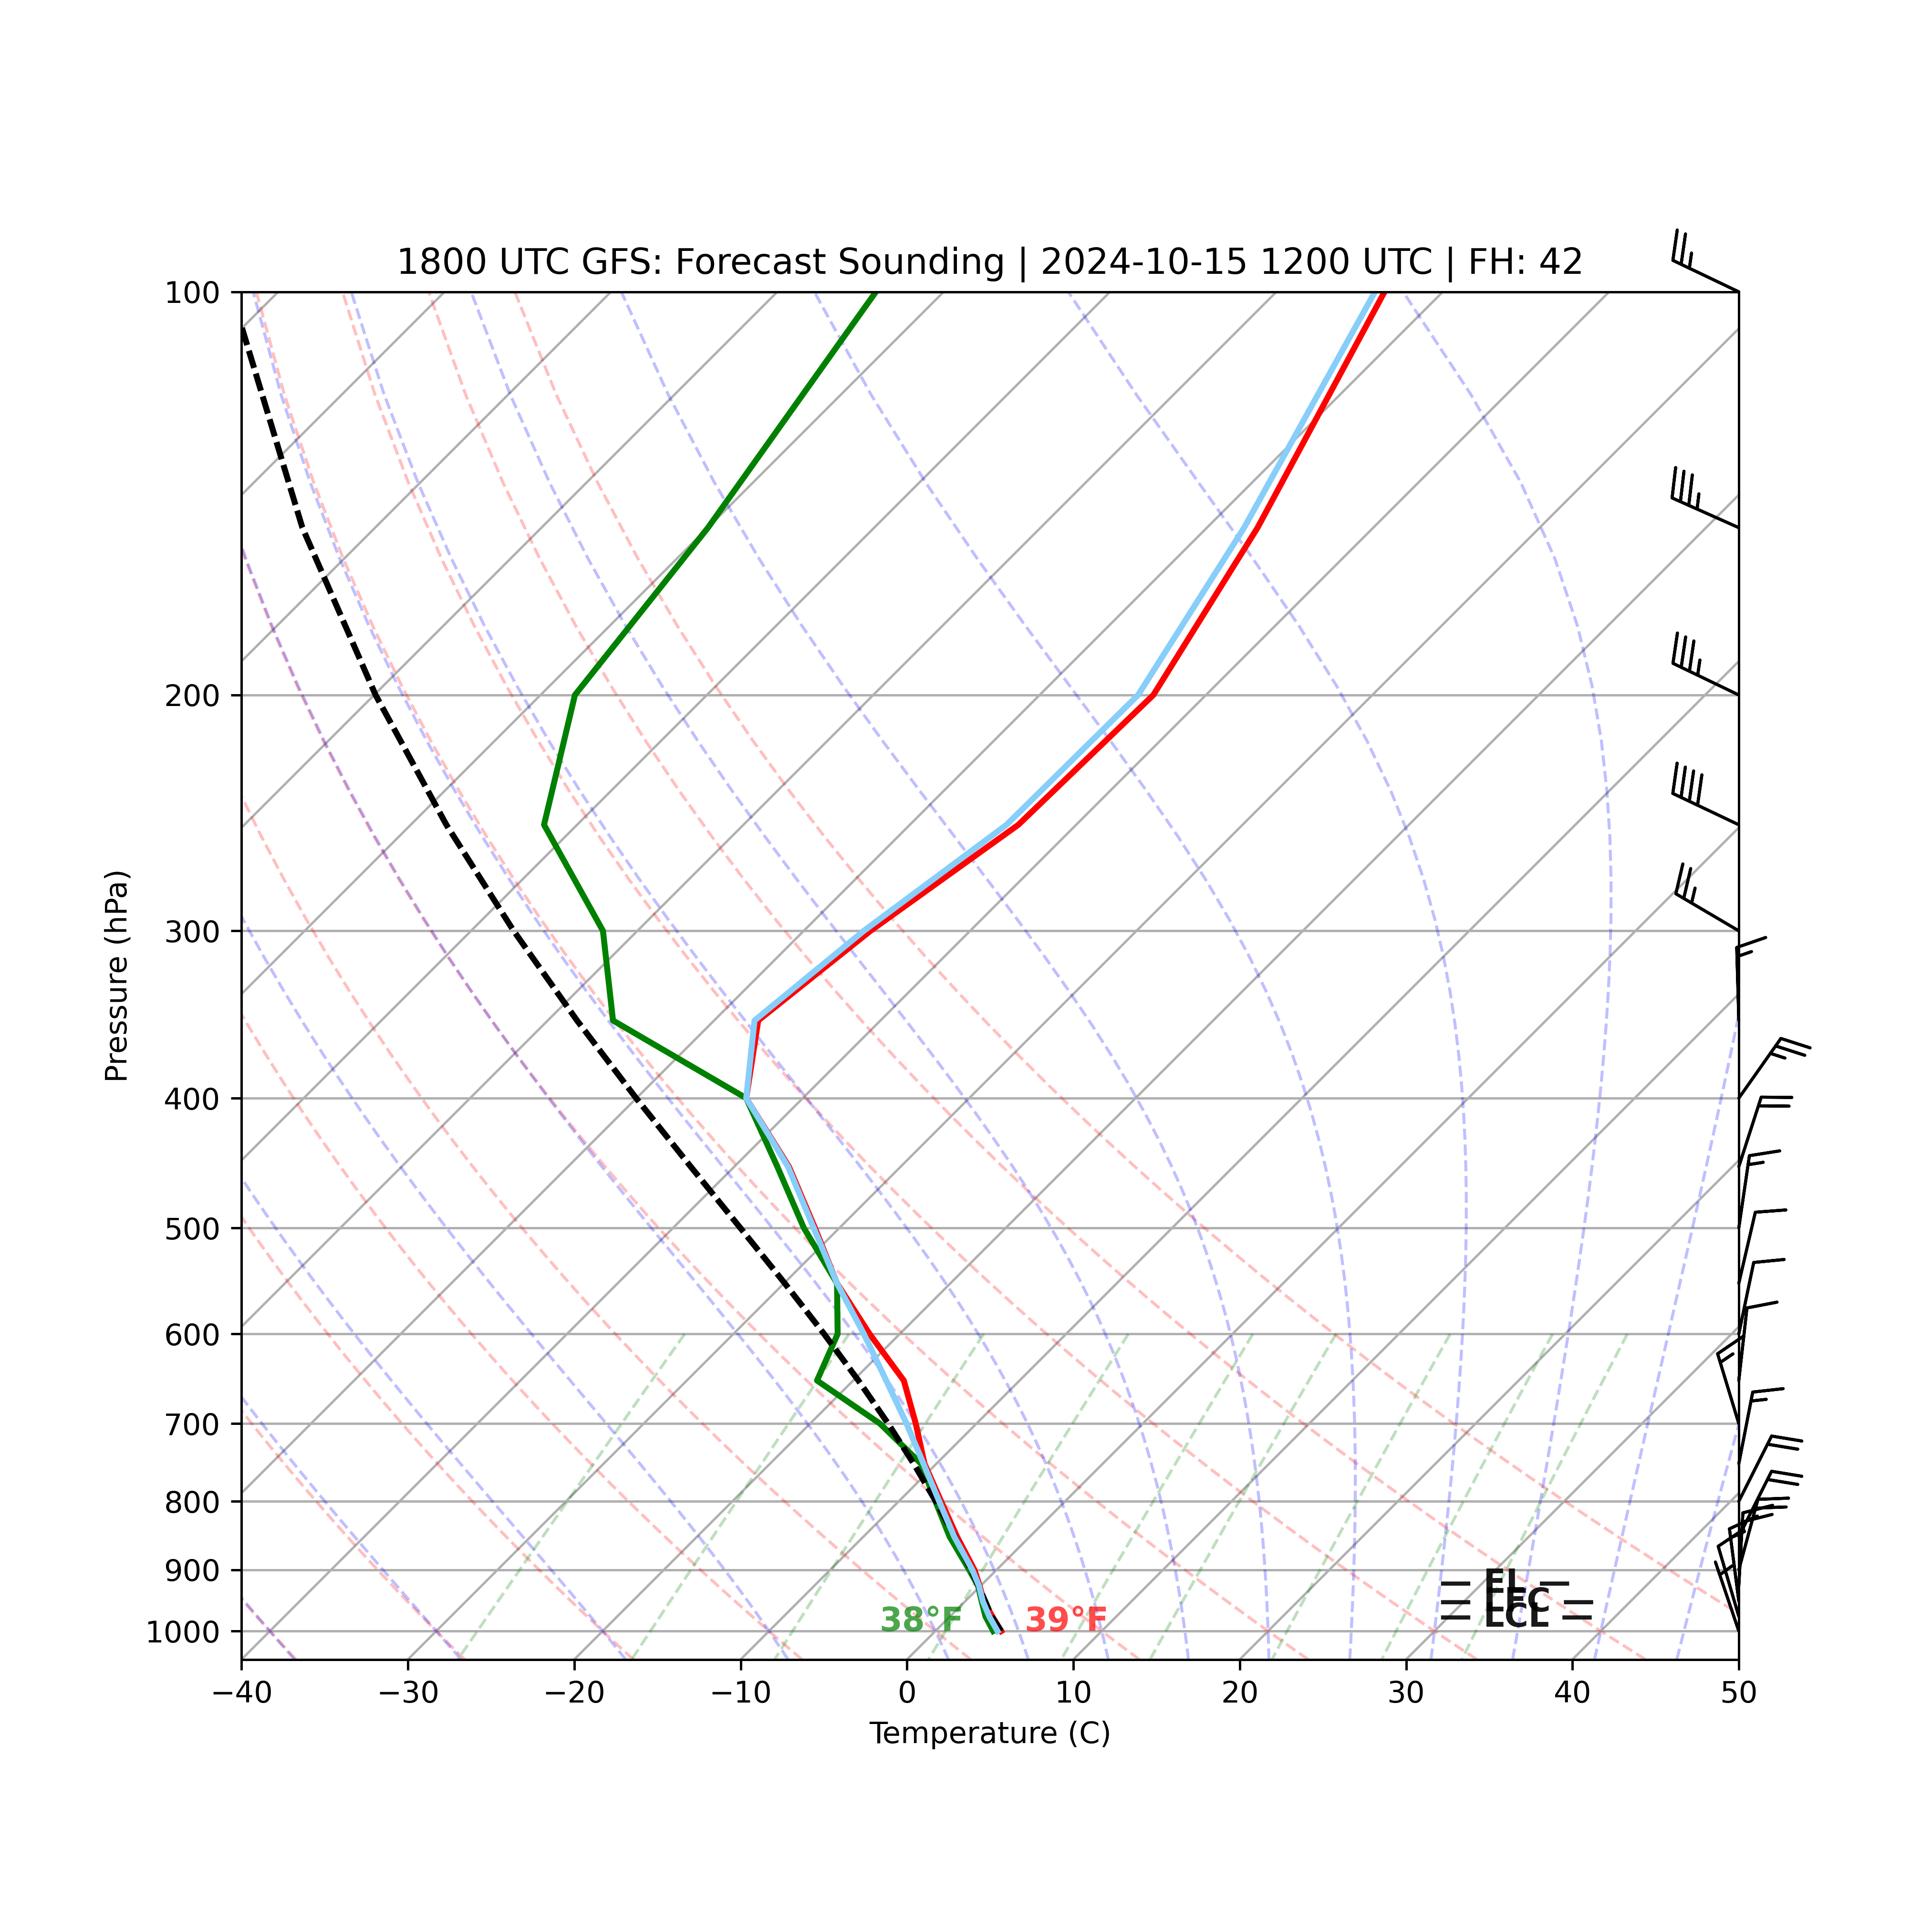 1800 UTC GFS: Forecast Sounding | 2024-10-15 1200 UTC | FH: 42
100
200
300
400
500
600
700
800
900
1000
Pressure (hPa)
— EL —
— LFC —
— LCL —
38°F
39°F
−40 −30 −20 −10 0 10 20 30 40 50
Temperature (C)